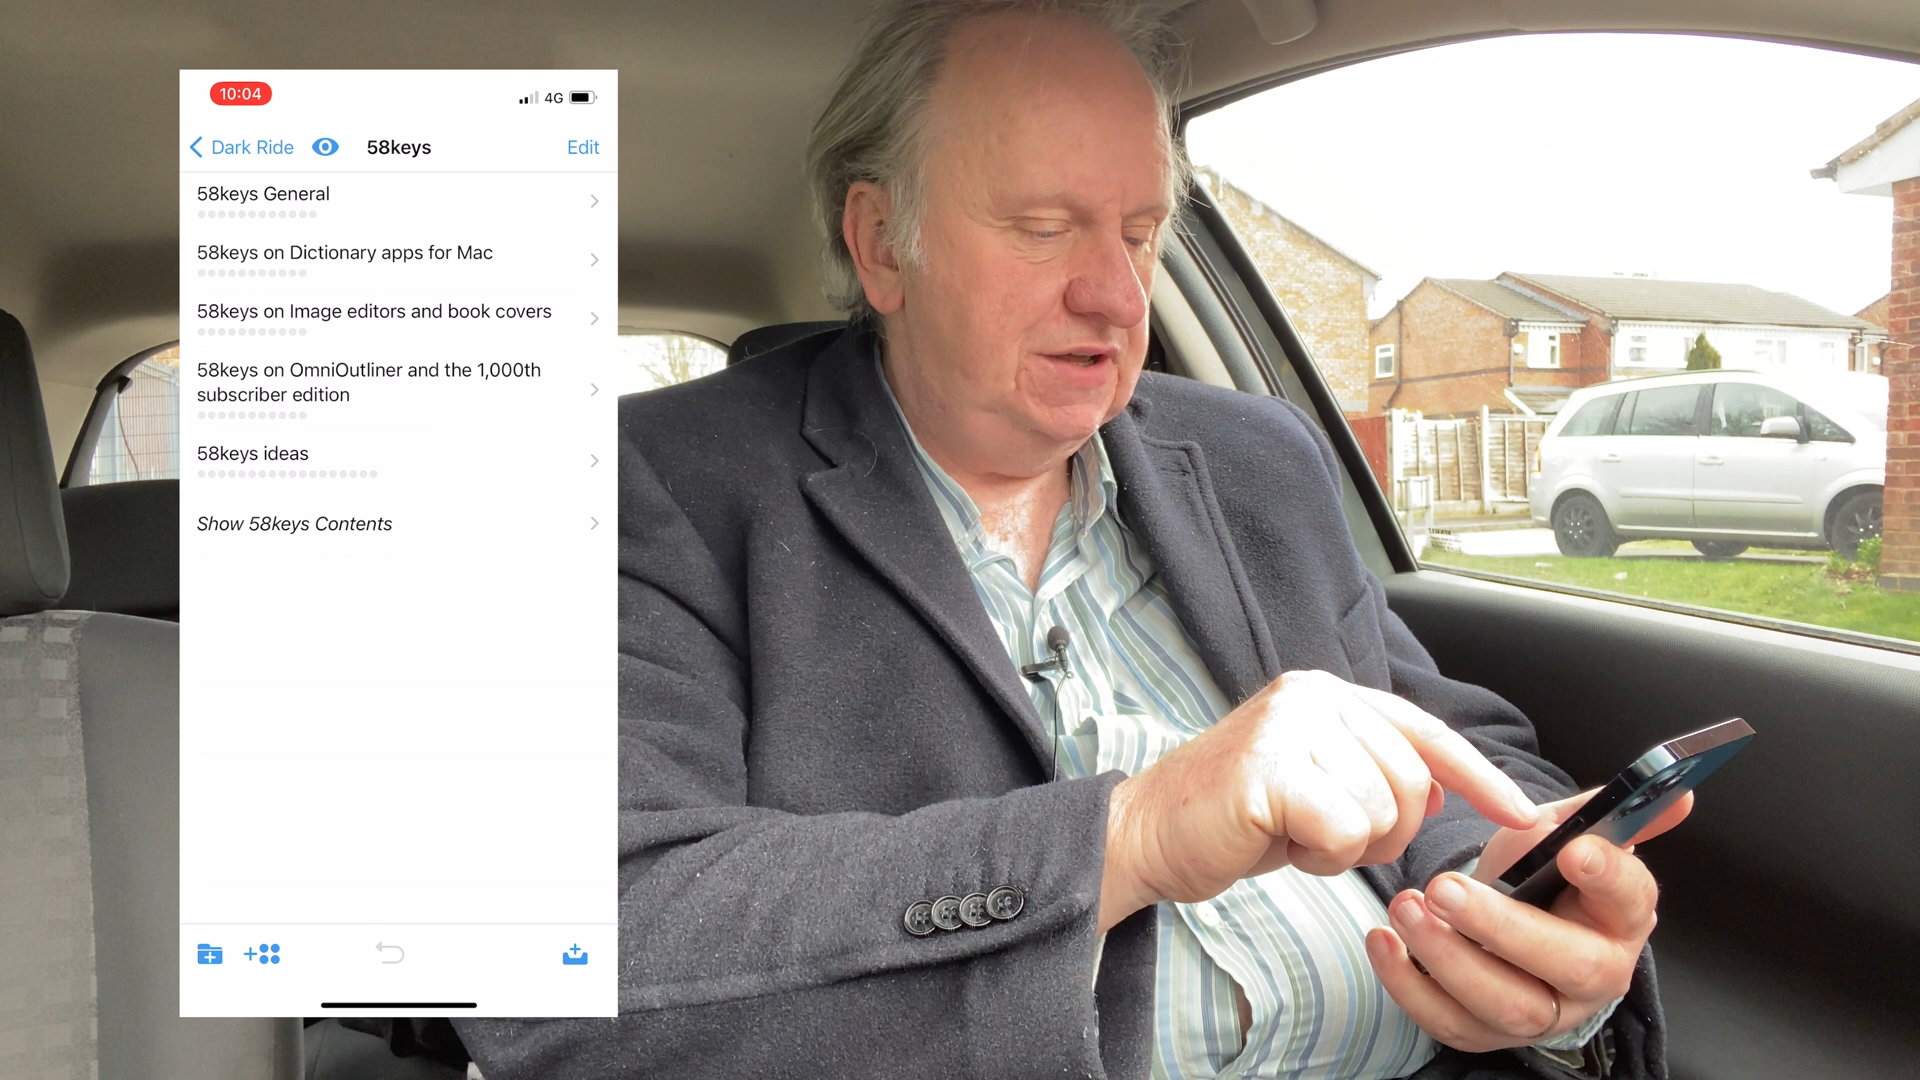 10:04
4G
Dark Ride
58keys
Edit
58keys General
58keys on Dictionary apps for Mac
58keys on Image editors and book covers
58keys on OmniOutliner and the 1,000th
subscriber edition
58keys ideas
Show 58keys Contents